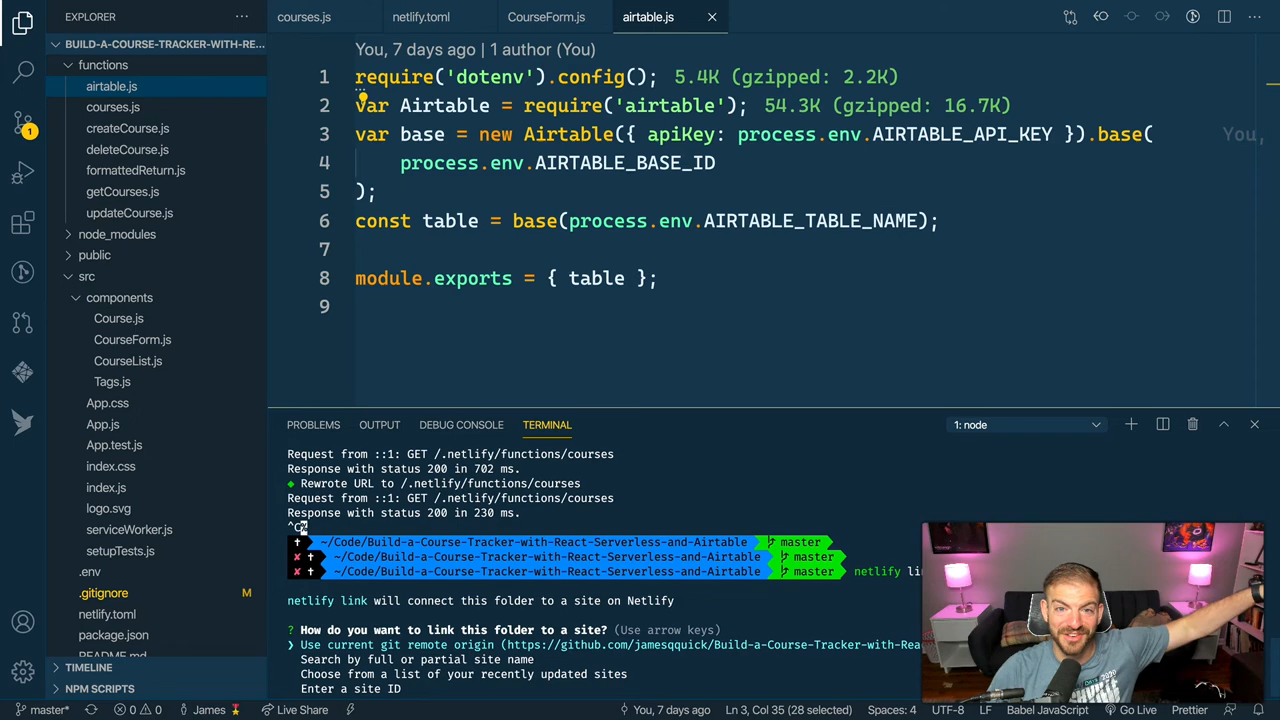 EXPLORER
BUILD-A-COURSE-TRACKER-WITH-RE...
functions
airtable.js
courses.js
createCourse.js
deleteCourse.js
formattedReturn.js
getCourses.js
updateCourse.js
node_modules
public
src
components
Course.js
CourseForm.js
CourseList.js
Tags.js
App.css
App.js
App.test.js
index.css
index.js
logo.svg
serviceWorker.js
setupTests.js
.env
.gitignore M
netlify.toml
package.json
README.md
TIMELINE
NPM SCRIPTS
1
courses.js netlify.toml CourseForm.js airtable.js
You, 7 days ago | 1 author (You)
1 require('dotenv').config(); 5.4K (gzipped: 2.2K)
2 var Airtable = require('airtable'); 54.3K (gzipped: 16.7K)
3 var base = new Airtable({ apiKey: process.env.AIRTABLE_API_KEY }).base( You,
4 process.env.AIRTABLE_BASE_ID
5 );
6 const table = base(process.env.AIRTABLE_TABLE_NAME);
7
8 module.exports = { table };
9
PROBLEMS OUTPUT DEBUG CONSOLE TERMINAL 1: node
Request from ::1: GET /.netlify/functions/courses
Response with status 200 in 702 ms.
Rewrote URL to /.netlify/functions/courses
Request from ::1: GET /.netlify/functions/courses
Response with status 200 in 230 ms.
^C%
~/Code/Build-a-Course-Tracker-with-React-Serverless-and-Airtable master
~/Code/Build-a-Course-Tracker-with-React-Serverless-and-Airtable master
~/Code/Build-a-Course-Tracker-with-React-Serverless-and-Airtable master netlify lin
netlify link will connect this folder to a site on Netlify
? How do you want to link this folder to a site? (Use arrow keys)
❯ Use current git remote origin (https://github.com/jamesqquick/Build-a-Course-Tracker-with-Rea
Search by full or partial site name
Choose from a list of your recently updated sites
Enter a site ID
master* 0 0 James Live Share You, 7 days ago Ln 3, Col 35 (28 selected) Spaces: 4 UTF-8 LF Babel JavaScript Go Live Prettier